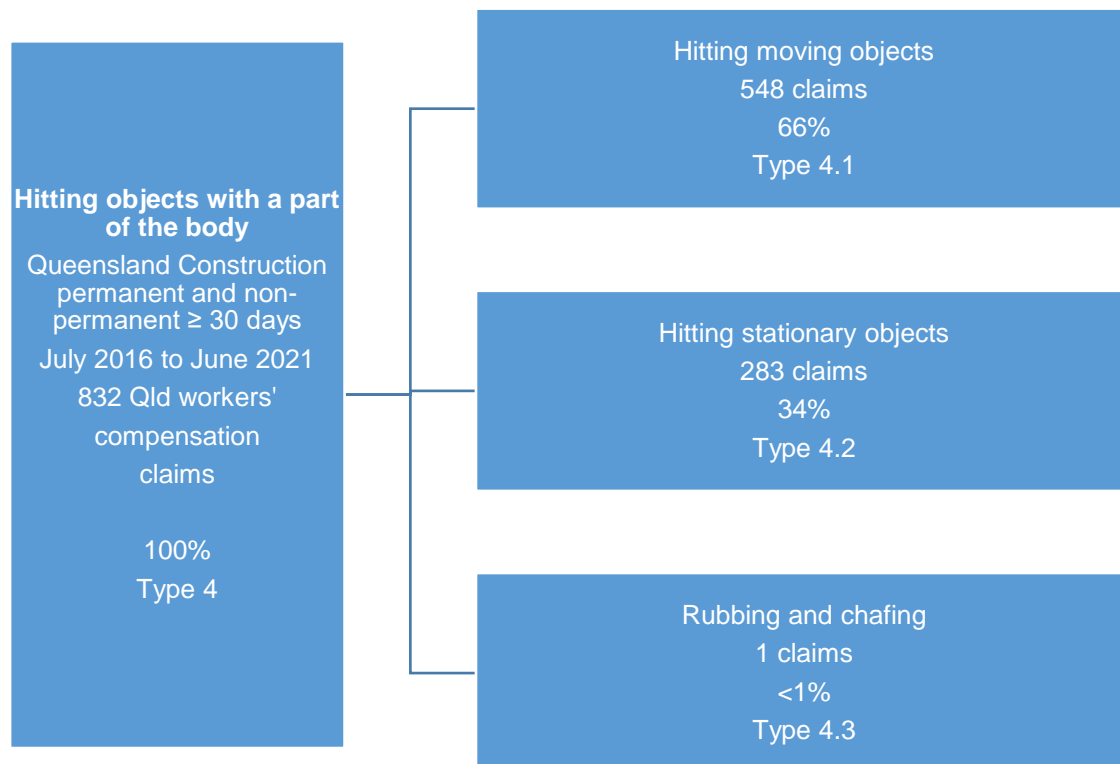 Hitting objects with a part
of the body
Queensland Construction
permanent and non-
permanent ≥ 30 days
July 2016 to June 2021
832 Qld workers'
compensation
claims
100%
Type 4
Hitting moving objects
548 claims
66%
Type 4.1
Hitting stationary objects
283 claims
34%
Type 4.2
Rubbing and chafing
1 claims
<1%
Type 4.3